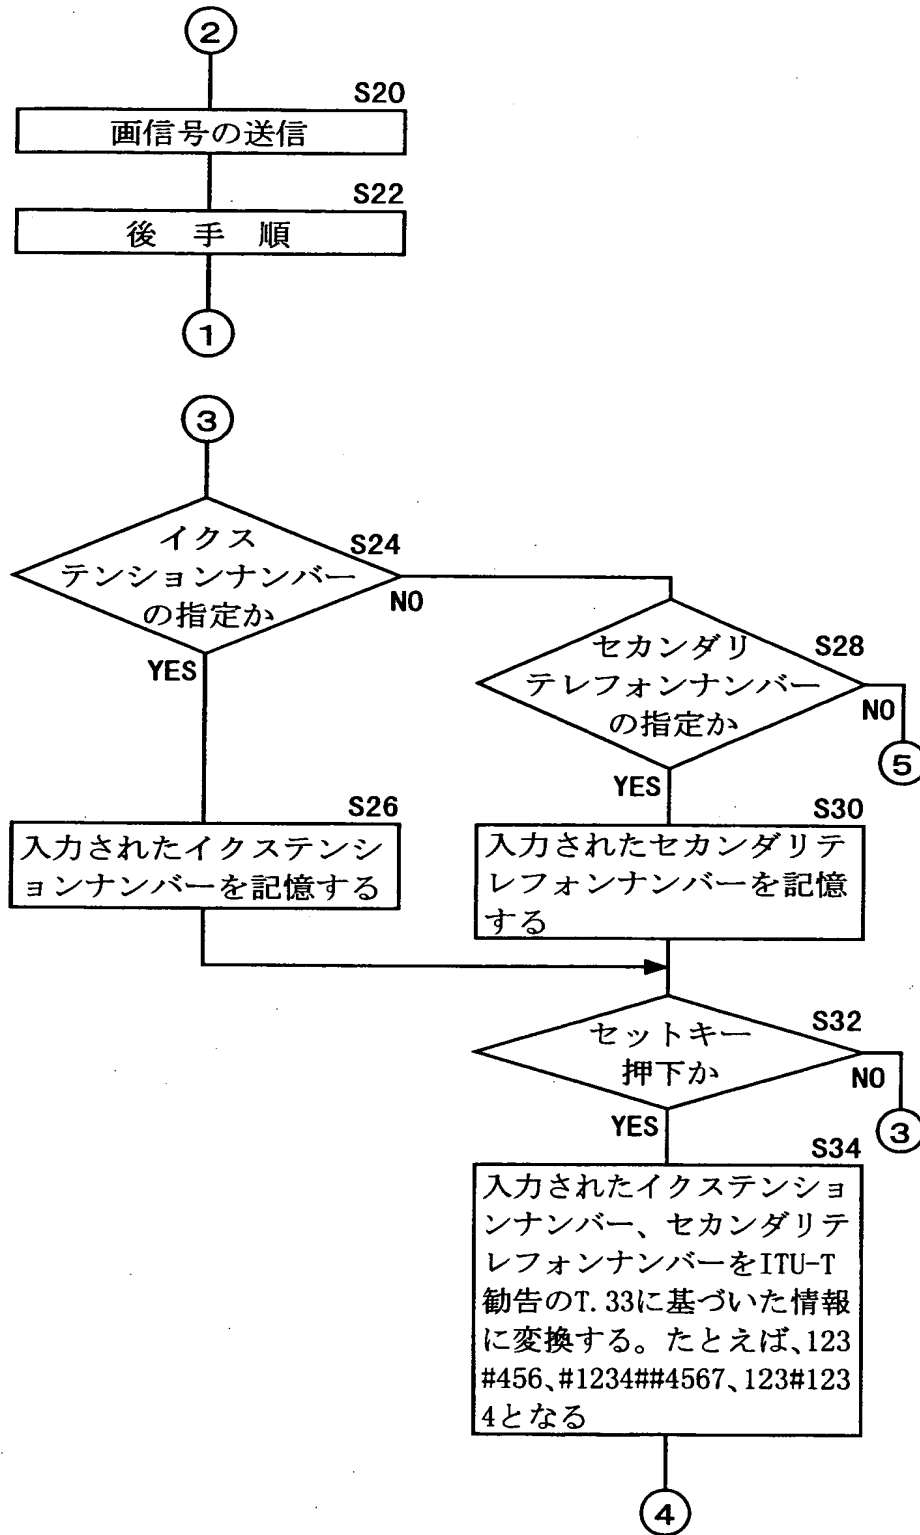 ②
S20
画信号の送信
S22
後 手 順
①
③
イクス
テンションナンバー
の指定か
S24
NO
YES
セカンダリ
テレフォンナンバー
の指定か
S28
NO
⑤
YES
S26
入力されたイクステンシ
ョンナンバーを記憶する
S30
入力されたセカンダリテ
レフォンナンバーを記憶
する
セットキー
押下か
S32
NO
③
YES
S34
入力されたイクステンショ
ンナンバー、セカンダリテ
レフォンナンバーをITU-T
勧告のT.33に基づいた情報
に変換する。たとえば、123
#456、#1234##4567、123#123
4となる
④